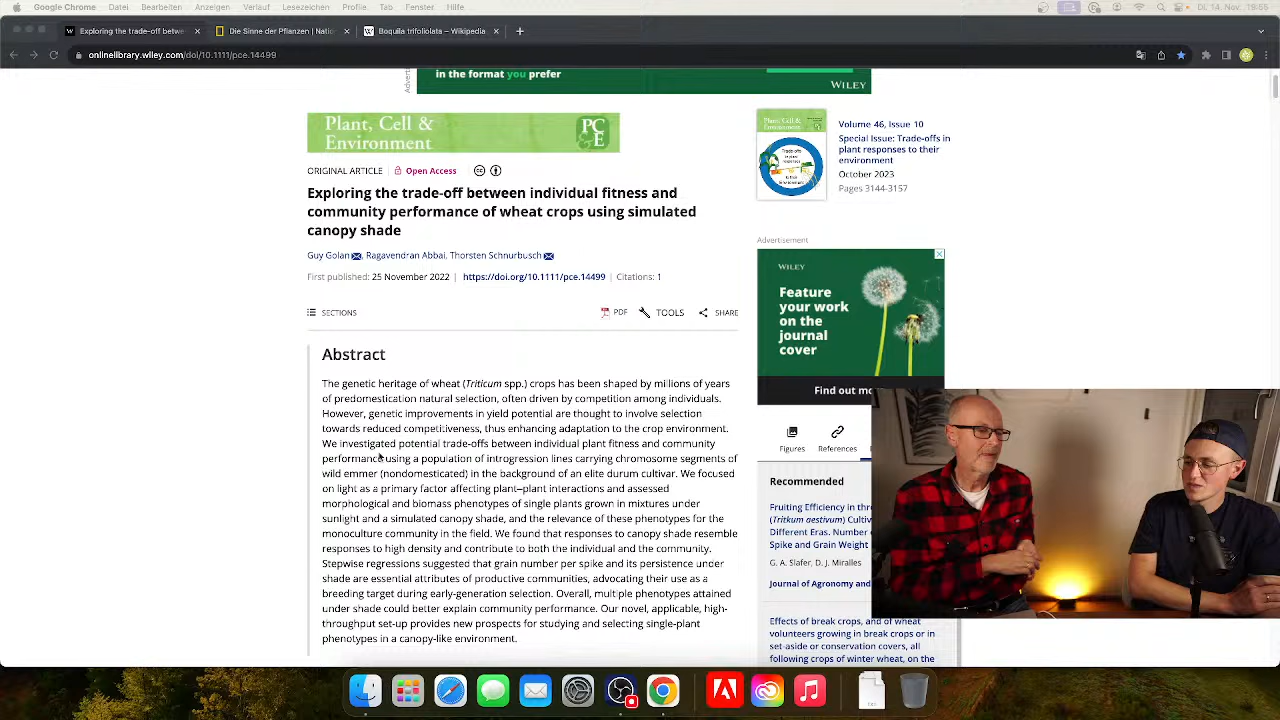 Google Chrome Datei Bearbeiten Anzeigen Verlauf Lesezeichen Profile Tab Fenster Hilfe
Di. 14. Nov. 19:55
Exploring the trade-off betwe
Die Sinne der Pflanzen | Natio
Boquila trifoliolata – Wikipedia
onlinelibrary.wiley.com/doi/10.1111/pce.14499
in the format you prefer
WILEY
Plant, Cell &
Environment
PC
&E
ORIGINAL ARTICLE Open Access
Exploring the trade-off between individual fitness and
community performance of wheat crops using simulated
canopy shade
Guy Golan, Ragavendran Abbai, Thorsten Schnurbusch
First published: 25 November 2022 | https://doi.org/10.1111/pce.14499 | Citations: 1
SECTIONS
PDF TOOLS SHARE
Abstract
The genetic heritage of wheat (Triticum spp.) crops has been shaped by millions of years
of predomestication natural selection, often driven by competition among individuals.
However, genetic improvements in yield potential are thought to involve selection
towards reduced competitiveness, thus enhancing adaptation to the crop environment.
We investigated potential trade-offs between individual plant fitness and community
performance using a population of introgression lines carrying chromosome segments of
wild emmer (nondomesticated) in the background of an elite durum cultivar. We focused
on light as a primary factor affecting plant–plant interactions and assessed
morphological and biomass phenotypes of single plants grown in mixtures under
sunlight and a simulated canopy shade, and the relevance of these phenotypes for the
monoculture community in the field. We found that responses to canopy shade resemble
responses to high density and contribute to both the individual and the community.
Stepwise regressions suggested that grain number per spike and its persistence under
shade are essential attributes of productive communities, advocating their use as a
breeding target during early-generation selection. Overall, multiple phenotypes attained
under shade could better explain community performance. Our novel, applicable, high-
throughput set-up provides new prospects for studying and selecting single-plant
phenotypes in a canopy-like environment.
Volume 46, Issue 10
Special Issue: Trade-offs in
plant responses to their
environment
October 2023
Pages 3144-3157
Advertisement
WILEY
Feature
your work
on the
journal
cover
Find out mo
Figures References
Recommended
Fruiting Efficiency in thr
(Tritkum aestivum) Cultiv
Different Eras. Number o
Spike and Grain Weight
G. A. Slafer, D. J. Miralles
Journal of Agronomy and
Effects of break crops, and of wheat
volunteers growing in break crops or in
set-aside or conservation covers, all
following crops of winter wheat, on the